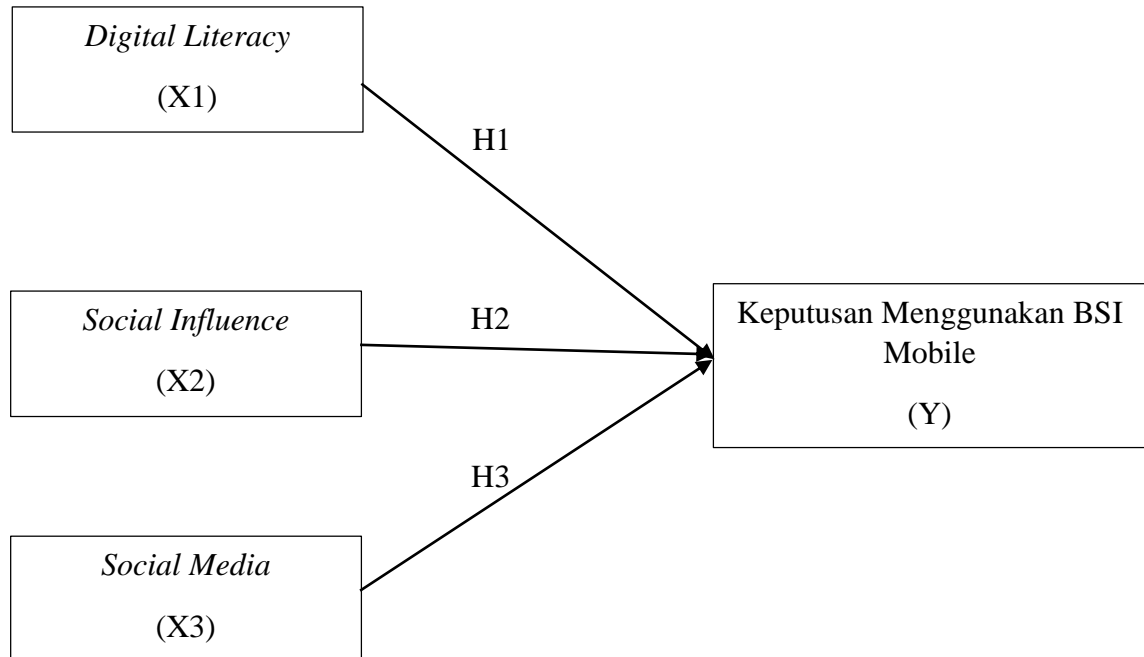 Digital Literacy
(X1)
H1
Social Influence
(X2)
H2
Keputusan Menggunakan BSI
Mobile
(Y)
H3
Social Media
(X3)